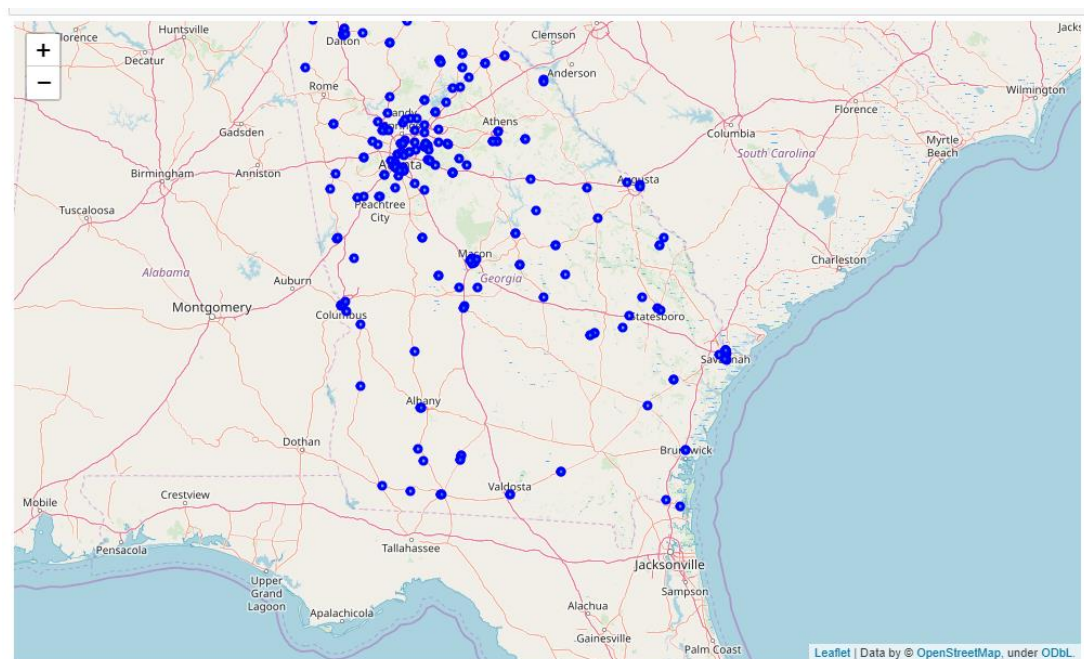 +
−
Florence
Huntsville
Decatur
Dalton
Clemson
Anderson
Rome
Gadsden
Athens
Florence
Wilmington
Columbia
Myrtle
Beach
South Carolina
Birmingham
Anniston
Atlanta
Augusta
Tuscaloosa
Peachtree
City
Macon
Georgia
Charleston
Alabama
Auburn
Montgomery
Columbus
Statesboro
Savannah
Albany
Dothan
Brunswick
Valdosta
Mobile
Crestview
Pensacola
Tallahassee
Jacksonville
Upper
Grand
Lagoon
Sampson
Apalachicola
Alachua
Gainesville
Palm Coast
Leaflet | Data by © OpenStreetMap, under ODbL.